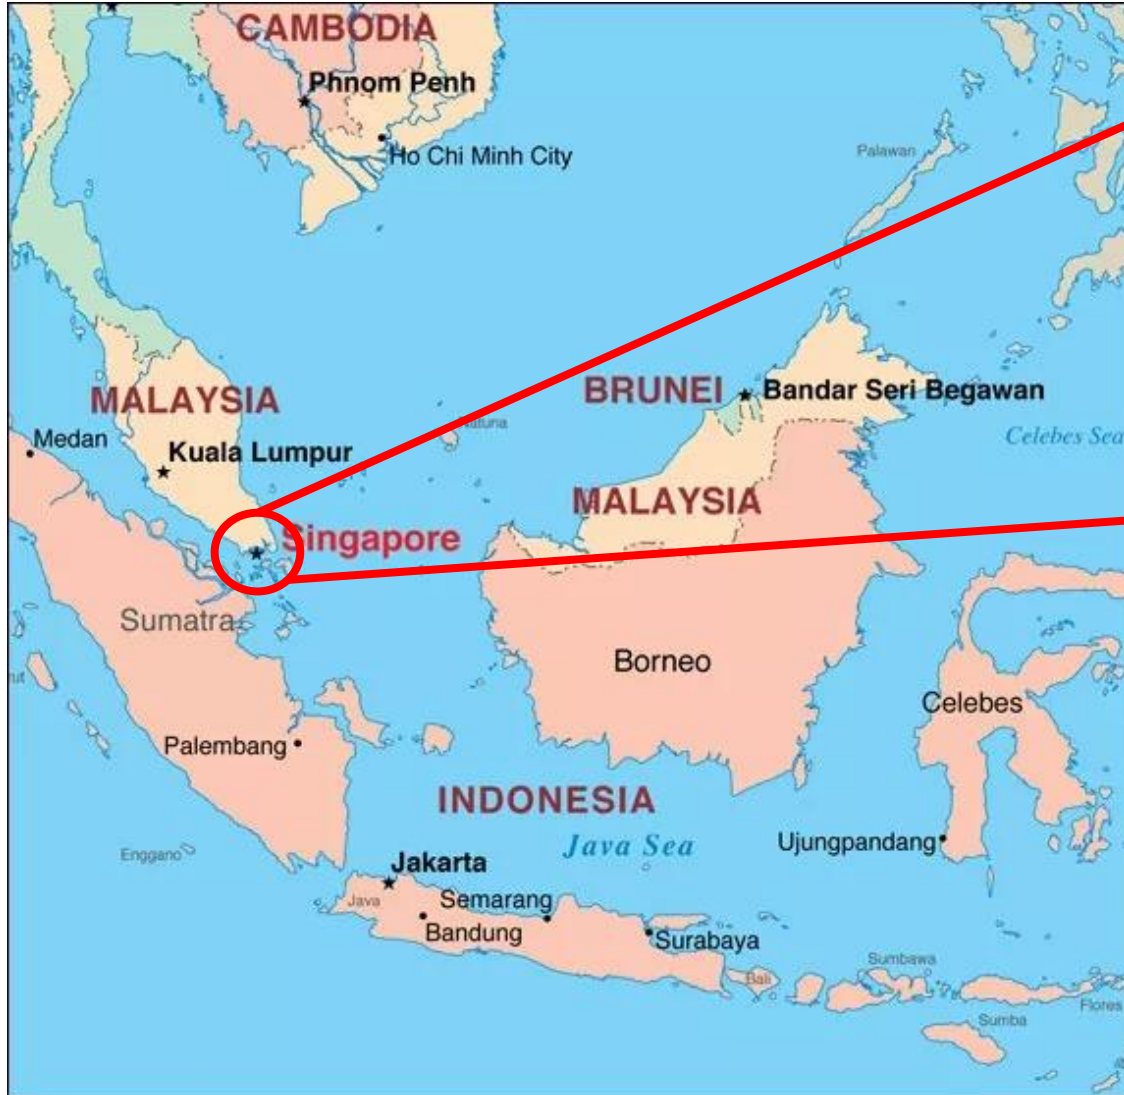 CAMBODIA
Phnom Penh
Ho Chi Minh City
Palawan
MALAYSIA
BRUNEI
Bandar Seri Begawan
Medan
Kuala Lumpur
Celebes Sea
MALAYSIA
Singapore
Sumatra
Borneo
Celebes
Palembang
INDONESIA
Java Sea
Ujungpandang
Enggano
Jakarta
Java
Semarang
Bandung
Surabaya
Bali
Sumbawa
Flores
Sumba